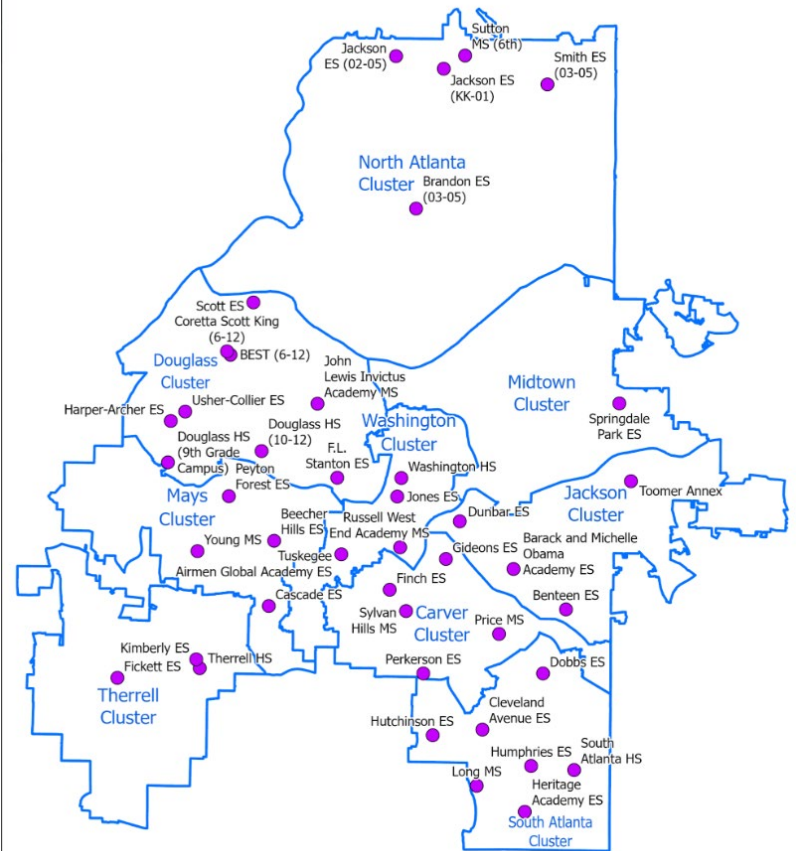 Sutton
MS (6th)
Jackson
ES (02-05)
Jackson ES
(KK-01)
Smith ES
(03-05)
North Atlanta
Cluster
Brandon ES
(03-05)
Scott ES
Coretta Scott King
(6-12)
BEST (6-12)
Douglass
Cluster
John
Lewis Invictus
Academy MS
Midtown
Cluster
Usher-Collier ES
Harper-Archer ES
Springdale
Park ES
Washington
Cluster
Douglass HS
(10-12)
Douglass HS
(9th Grade
Campus)
F.L.
Stanton ES
Peyton
Forest ES
Washington HS
Jones ES
Mays
Cluster
Jackson
Cluster
Toomer Annex
Dunbar ES
Beecher
Hills ES
Russell West
End Academy MS
Young MS
Tuskegee
Airmen Global Academy ES
Gideons ES
Barack and Michelle
Obama
Academy ES
Cascade ES
Finch ES
Benteen ES
Sylvan
Hills MS
Carver
Cluster
Price MS
Kimberly ES
Fickett ES
Therrell HS
Therrell
Cluster
Perkerson ES
Dobbs ES
Hutchinson ES
Cleveland
Avenue ES
Humphries ES
South
Atlanta HS
Long MS
Heritage
Academy ES
South Atlanta
Cluster